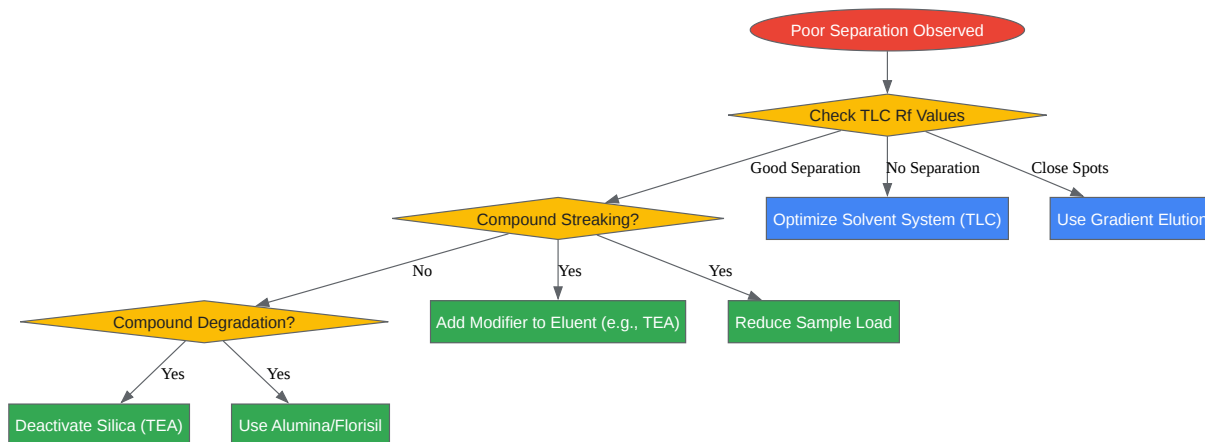 Poor Separation Observed
Check TLC Rf Values
Good Separation
No Separation
Close Spots
Compound Streaking?
Optimize Solvent System (TLC)
Use Gradient Elution
No
Yes
Yes
Compound Degradation?
Add Modifier to Eluent (e.g., TEA)
Reduce Sample Load
Yes
Yes
Deactivate Silica (TEA)
Use Alumina/Florisil